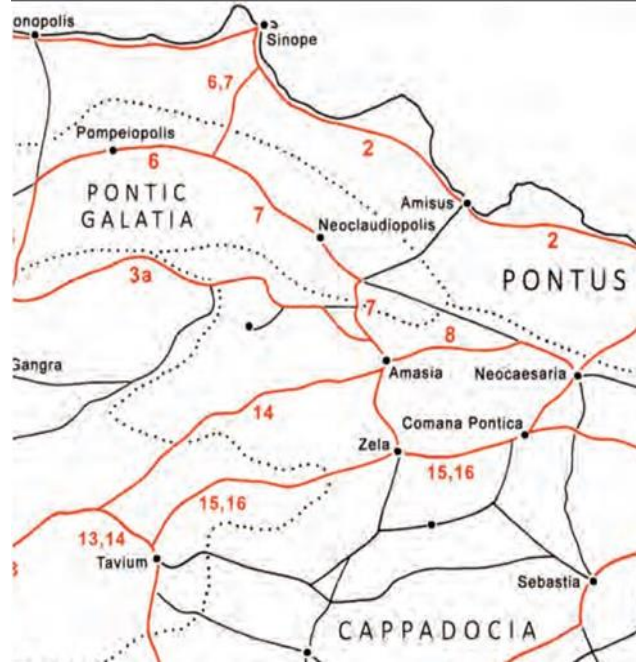 onopolis
Sinope
6,7
Pompeiopolis
2
6
Amisus
PONTIC
GALATIA
7
Neoclaudiopolis
2
3a
PONTUS
7
8
Gangra
Amasia
Neocaesaria
14
Comana Pontica
Zela
15,16
15,16
13,14
Tavium
Sebastia
CAPPADOCIA